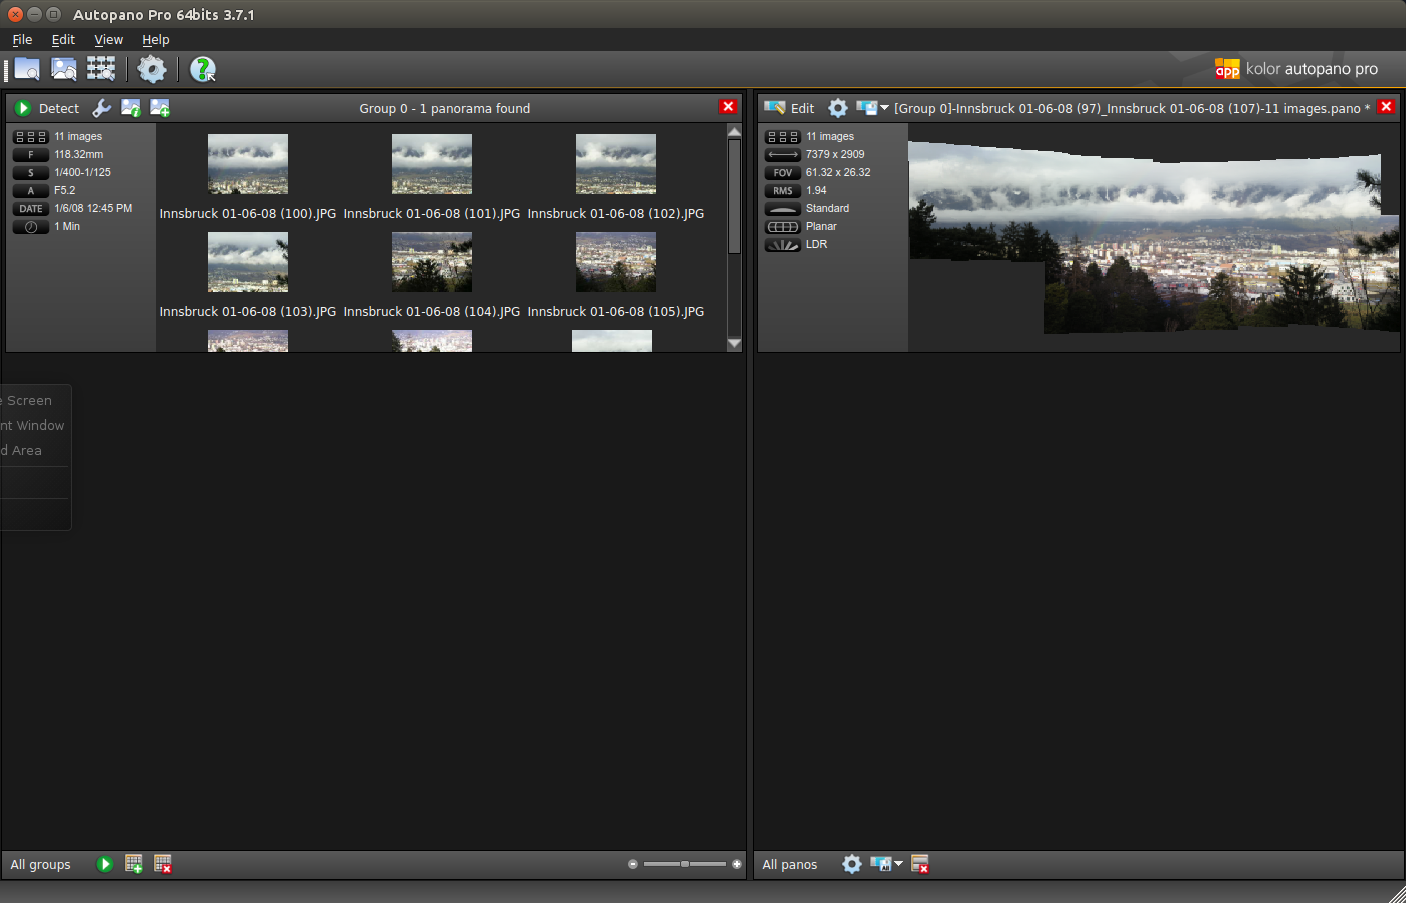 Autopano Pro 64bits 3.7.1
File Edit View Help
app kolor autopano pro
Detect Group 0 - 1 panorama found
11 images
F 118.32mm
S 1/400-1/125
A F5.2
DATE 1/6/08 12:45 PM
1 Min
Innsbruck 01-06-08 (100).JPG Innsbruck 01-06-08 (101).JPG Innsbruck 01-06-08 (102).JPG
Innsbruck 01-06-08 (103).JPG Innsbruck 01-06-08 (104).JPG Innsbruck 01-06-08 (105).JPG
Edit [Group 0]-Innsbruck 01-06-08 (97)_Innsbruck 01-06-08 (107)-11 images.pano *
11 images
7379 x 2909
FOV 61.32 x 26.32
RMS 1.94
Standard
Planar
LDR
e Screen
nt Window
d Area
All groups
All panos